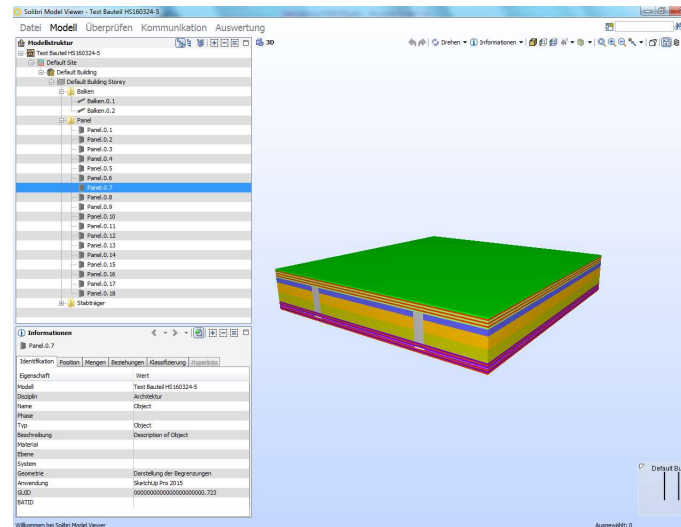 Solibri Model Viewer - Test Bauteil HS160324-5
Datei Modell Überprüfen Kommunikation Auswertung
Modellstruktur
Test Bauteil HS160324-5
Default Site
Default Building
Default Building Storey
Balken
Balken.0.1
Balken.0.2
Panel
Panel.0.1
Panel.0.2
Panel.0.3
Panel.0.4
Panel.0.5
Panel.0.6
Panel.0.7
Panel.0.8
Panel.0.9
Panel.0.10
Panel.0.11
Panel.0.12
Panel.0.13
Panel.0.14
Panel.0.15
Panel.0.16
Panel.0.17
Panel.0.18
Stabträger
3D
Drehen Informationen
Informationen
Panel.0.7
Identifikation Position Mengen Beziehungen Klassifizierung Hyperlinks
Eigenschaft Wert
Modell Test Bauteil HS160324-5
Disziplin Architektur
Name Object
Phase
Typ Object
Beschreibung Description of Object
Material
Ebene
System
Geometrie Darstellung der Begrenzungen
Anwendung SketchUp Pro 2015
GUID 0000000000000000000000.723
BATID
Default Bu
Willkommen bei Solibri Model Viewer
Ausgewählt: 0